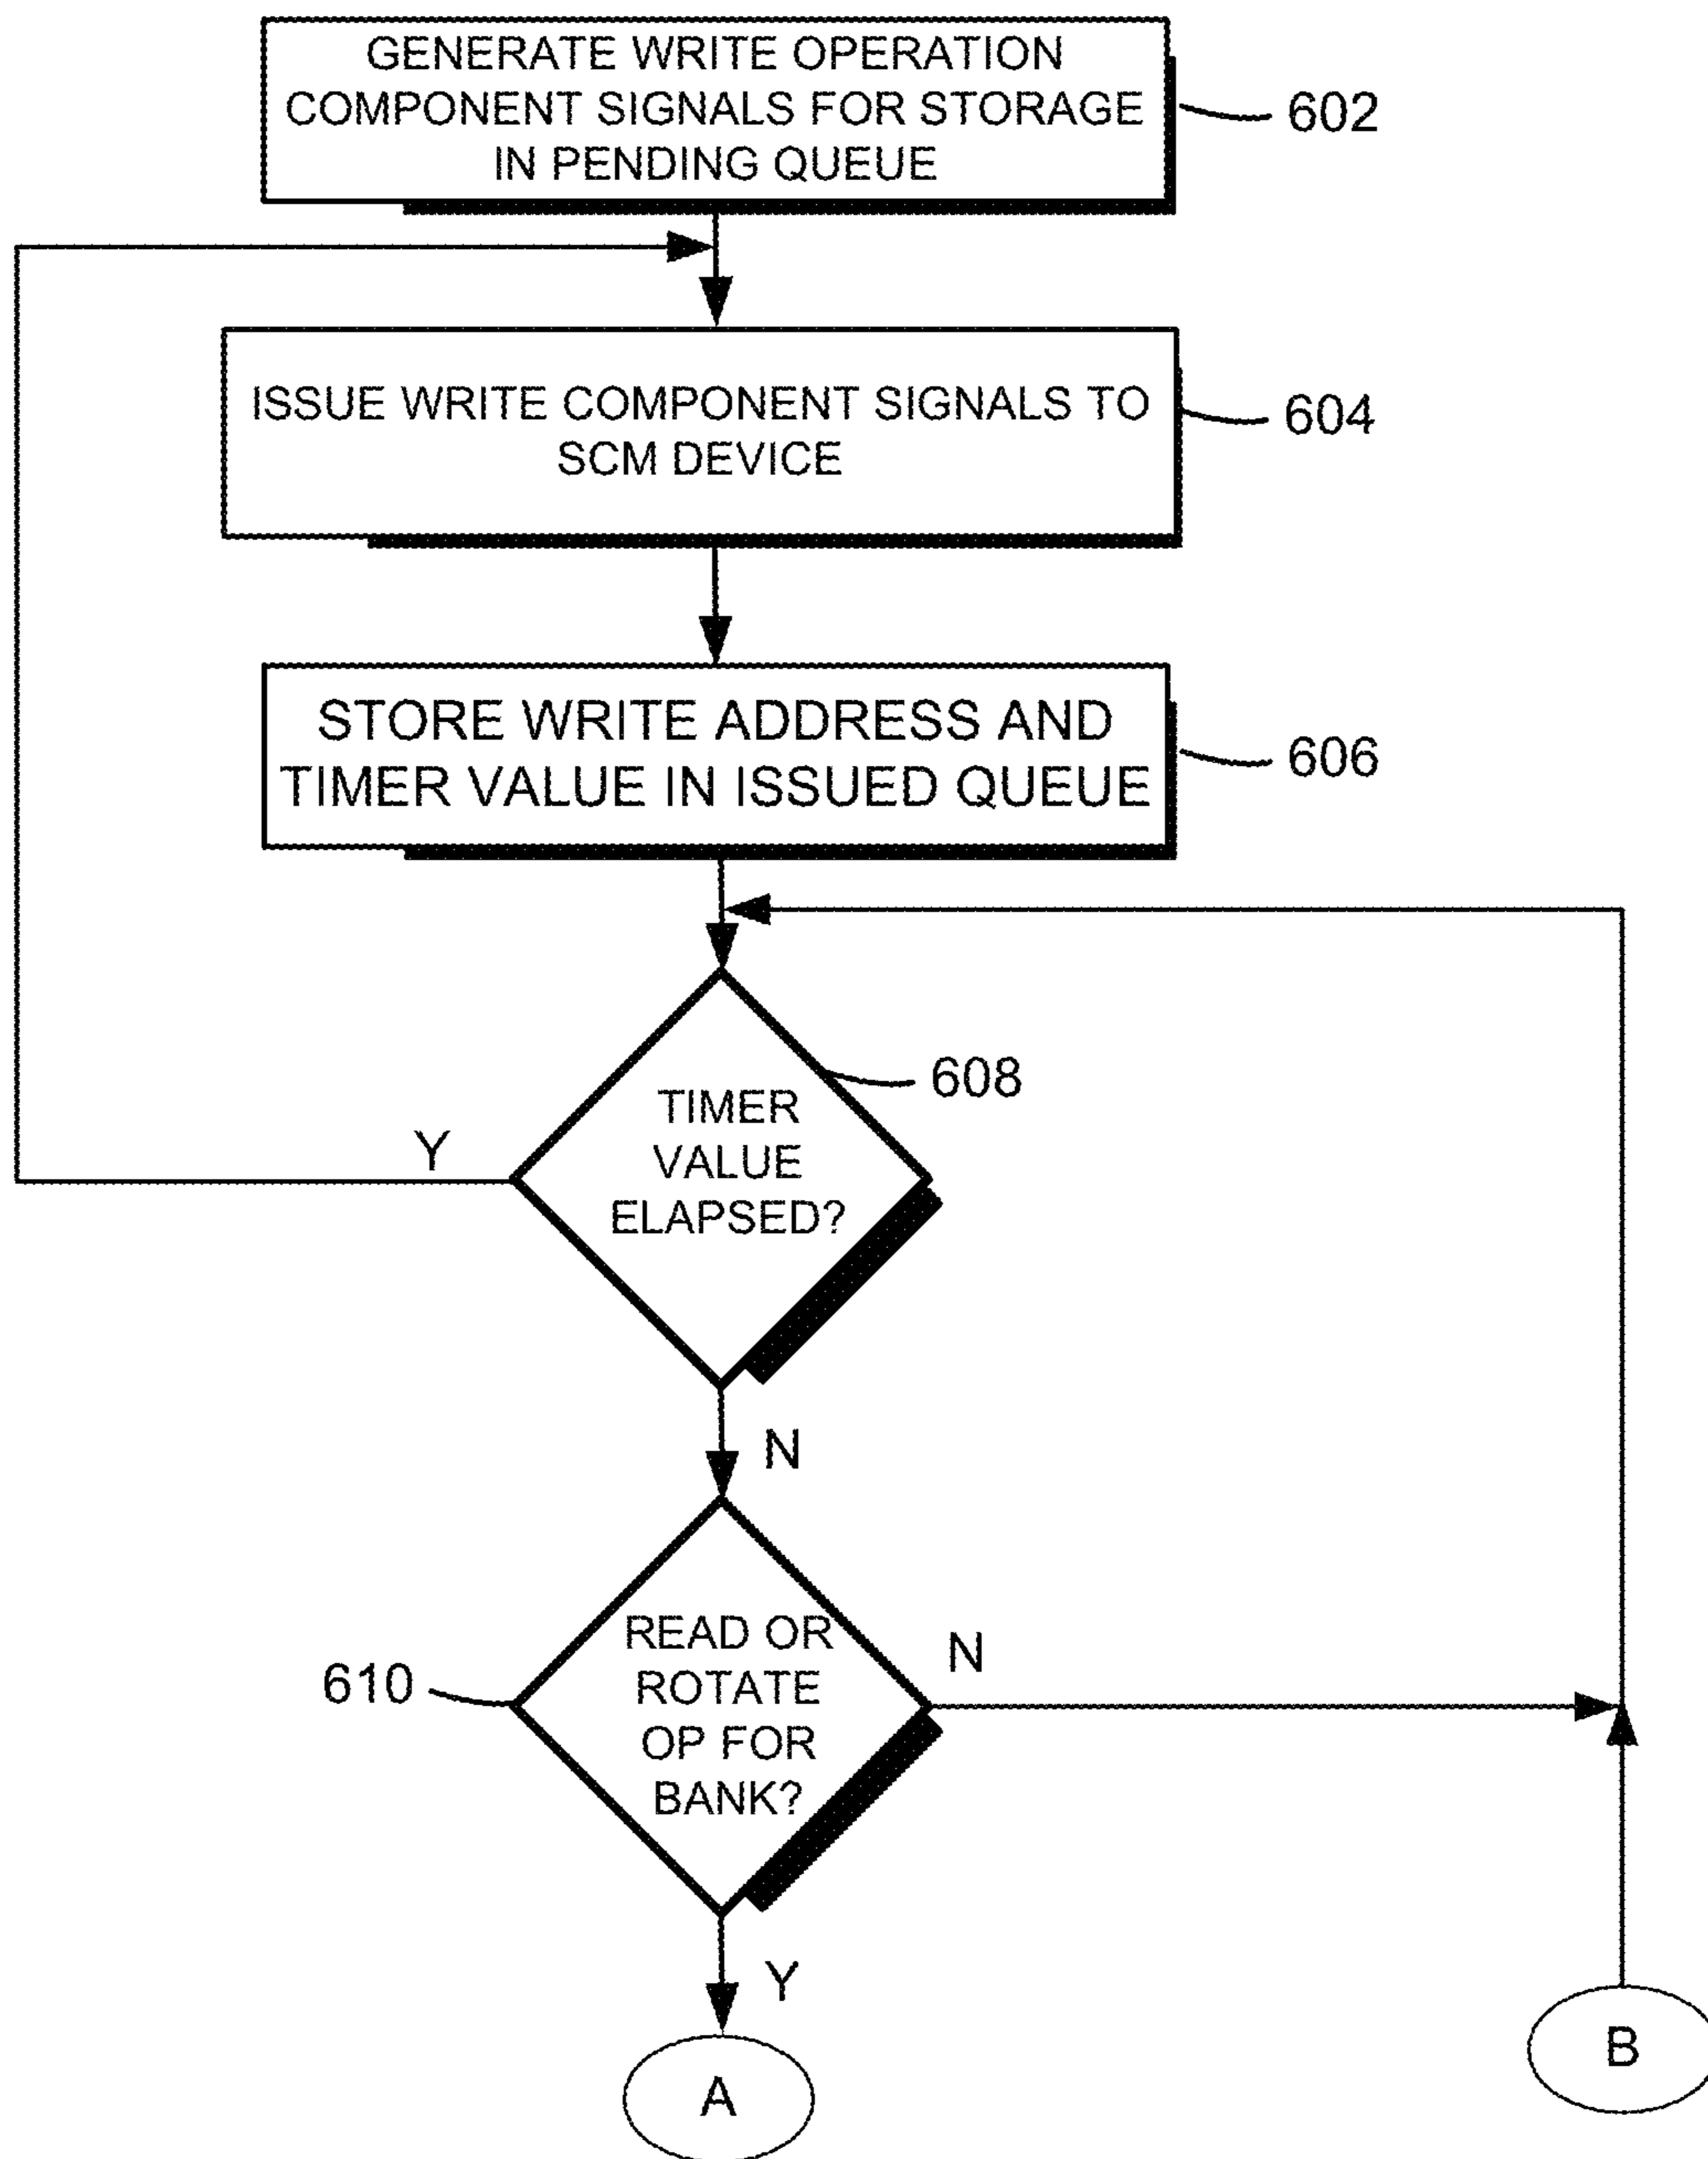 GENERATE WRITE OPERATION
COMPONENT SIGNALS FOR STORAGE
IN PENDING QUEUE
602
ISSUE WRITE COMPONENT SIGNALS TO
SCM DEVICE
604
STORE WRITE ADDRESS AND
TIMER VALUE IN ISSUED QUEUE
606
608
TIMER
VALUE
ELAPSED?
Y
N
READ OR
ROTATE
OP FOR
BANK?
610
N
Y
A
B